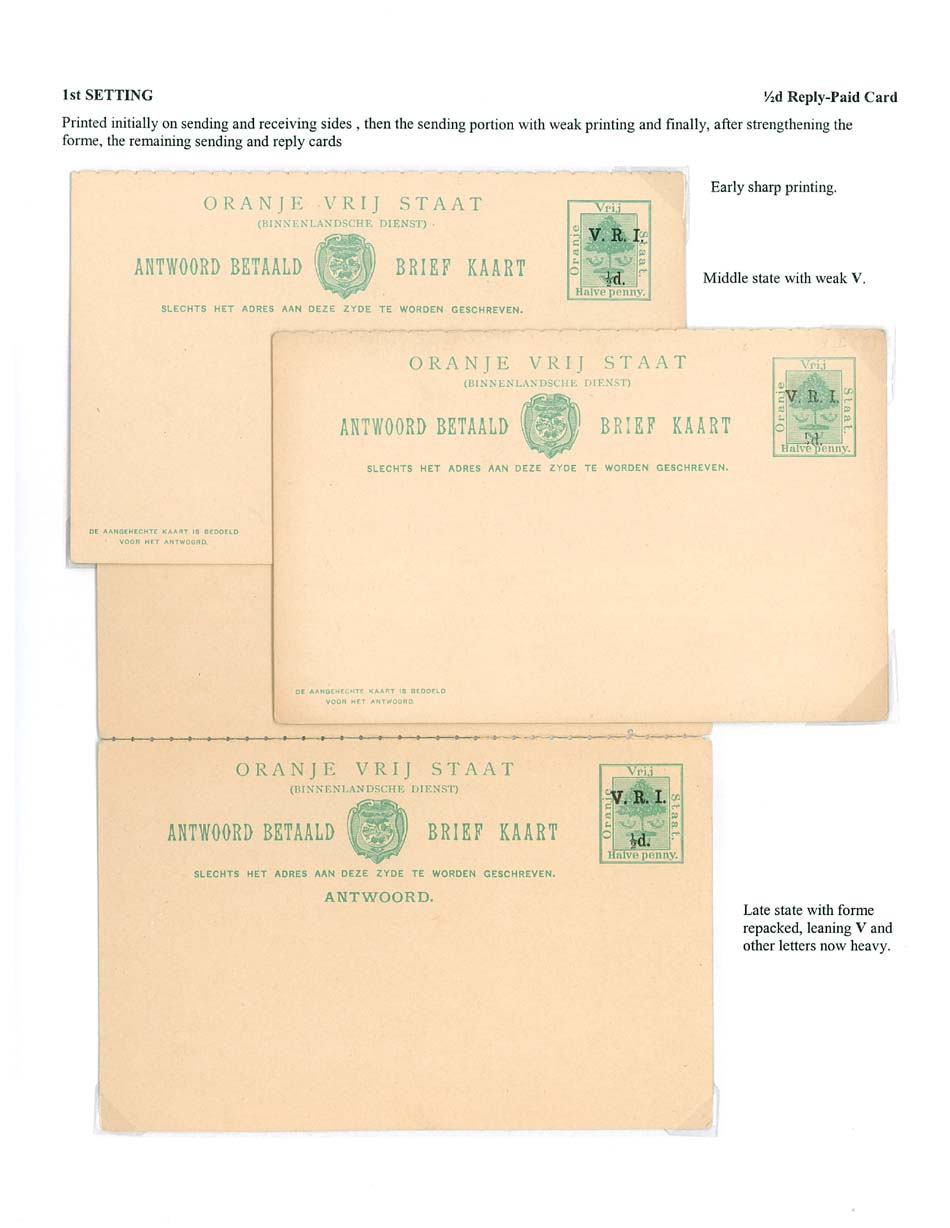 1st SETTING
½d Reply-Paid Card
Printed initially on sending and receiving sides , then the sending portion with weak printing and finally, after strengthening the
forme, the remaining sending and reply cards
Early sharp printing.
ORANJE VRIJ STAAT
(BINNENLANDSCHE DIENST)
ANTWOORD BETAALD BRIEF KAART
SLECHTS HET ADRES AAN DEZE ZYDE TE WORDEN GESCHREVEN.
Vrij
Oranje
Staat.
V. R. I.
½d.
Halve penny.
DE AANGEHECHTE KAART IS BEDOELD
VOOR HET ANTWOORD.
Middle state with weak V.
ORANJE VRIJ STAAT
(BINNENLANDSCHE DIENST)
ANTWOORD BETAALD BRIEF KAART
SLECHTS HET ADRES AAN DEZE ZYDE TE WORDEN GESCHREVEN.
Vrij
Oranje
Staat.
V. R. I.
½d.
Halve penny.
DE AANGEHECHTE KAART IS BEDOELD
VOOR HET ANTWOORD.
ORANJE VRIJ STAAT
(BINNENLANDSCHE DIENST)
ANTWOORD BETAALD BRIEF KAART
SLECHTS HET ADRES AAN DEZE ZYDE TE WORDEN GESCHREVEN.
ANTWOORD.
Vrij
Oranje
Staat.
V. R. I.
½d.
Halve penny.
Late state with forme
repacked, leaning V and
other letters now heavy.